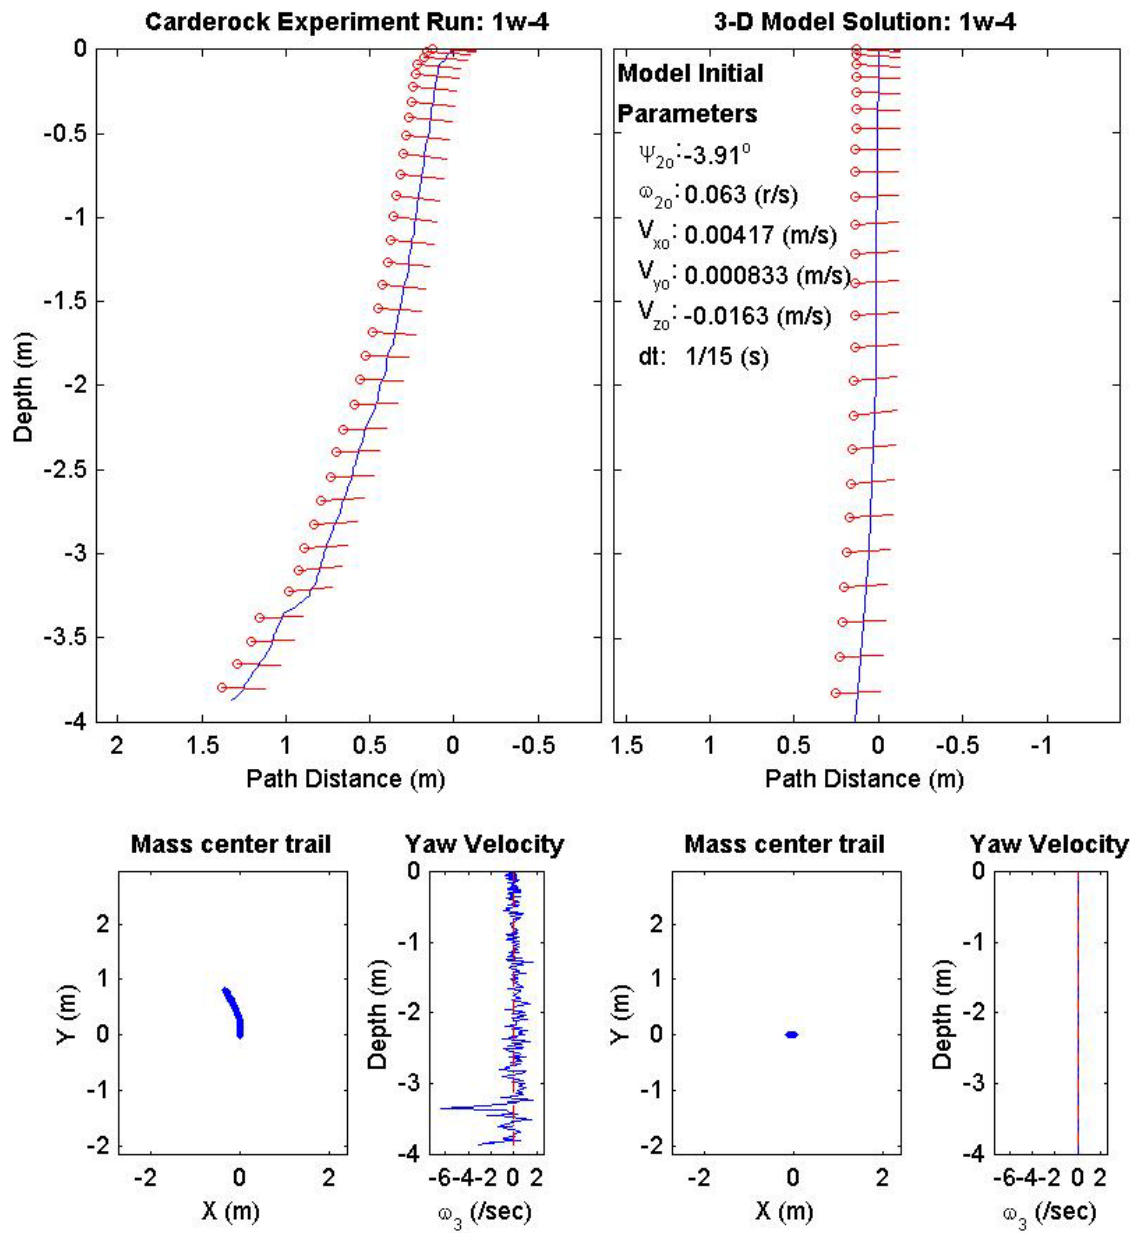 Carderock Experiment Run: 1w-4
0
-0.5
-1
-1.5
-2
-2.5
-3
-3.5
-4
Depth (m)
2 1.5 1 0.5 0 -0.5
Path Distance (m)
3-D Model Solution: 1w-4
Model Initial
Parameters
Ψ2o:-3.91o
ω2o: 0.063 (r/s)
Vxo: 0.00417 (m/s)
Vyo: 0.000833 (m/s)
Vzo: -0.0163 (m/s)
dt: 1/15 (s)
1.5 1 0.5 0 -0.5 -1
Path Distance (m)
Mass center trail
2
1
0
-1
-2
Y (m)
-2 0 2
X (m)
Yaw Velocity
0
-1
-2
-3
-4
Depth (m)
-6-4-2 0 2
ω3 (/sec)
Mass center trail
2
1
0
-1
-2
Y (m)
-2 0 2
X (m)
Yaw Velocity
0
-1
-2
-3
-4
Depth (m)
-6-4-2 0 2
ω3 (/sec)